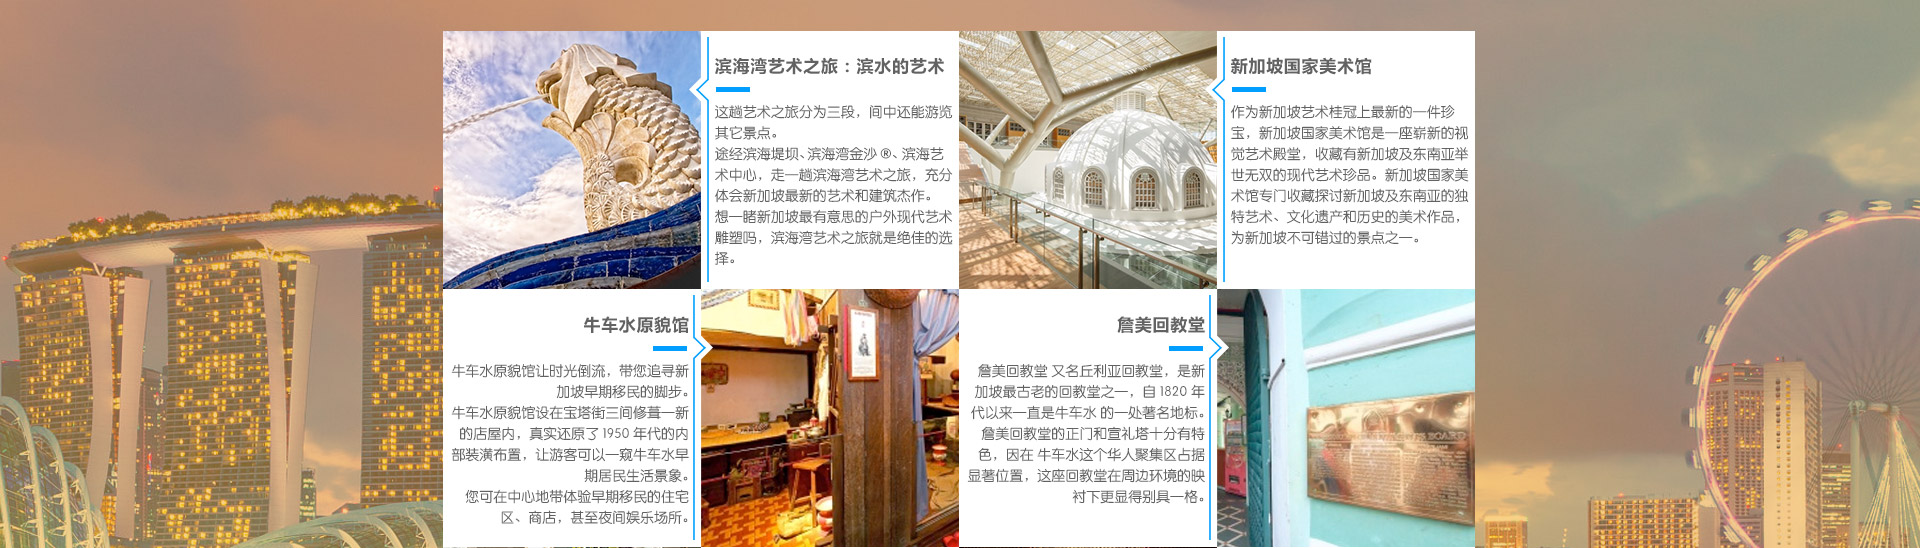 滨海湾艺术之旅：滨水的艺术
这趟艺术之旅分为三段，间中还能游览
其它景点。
途经滨海堤坝、滨海湾金沙 ®、滨海艺
术中心，走一趟滨海湾艺术之旅，充分
体会新加坡最新的艺术和建筑杰作。
想一睹新加坡最有意思的户外现代艺术
雕塑吗，滨海湾艺术之旅就是绝佳的选
择。
新加坡国家美术馆
作为新加坡艺术桂冠上最新的一件珍
宝，新加坡国家美术馆是一座崭新的视
觉艺术殿堂，收藏有新加坡及东南亚举
世无双的现代艺术珍品。新加坡国家美
术馆专门收藏探讨新加坡及东南亚的独
特艺术、文化遗产和历史的美术作品，
为新加坡不可错过的景点之一。
牛车水原貌馆
牛车水原貌馆让时光倒流，带您追寻新
加坡早期移民的脚步。
牛车水原貌馆设在宝塔街三间修葺一新
的店屋内，真实还原了 1950 年代的内
部装潢布置，让游客可以一窥牛车水早
期居民生活景象。
您可在中心地带体验早期移民的住宅
区、商店，甚至夜间娱乐场所。
詹美回教堂
詹美回教堂 又名丘利亚回教堂，是新
加坡最古老的回教堂之一，自 1820 年
代以来一直是牛车水 的一处著名地标。
詹美回教堂的正门和宣礼塔十分有特
色，因在 牛车水这个华人聚集区占据
显著位置，这座回教堂在周边环境的映
衬下更显得别具一格。